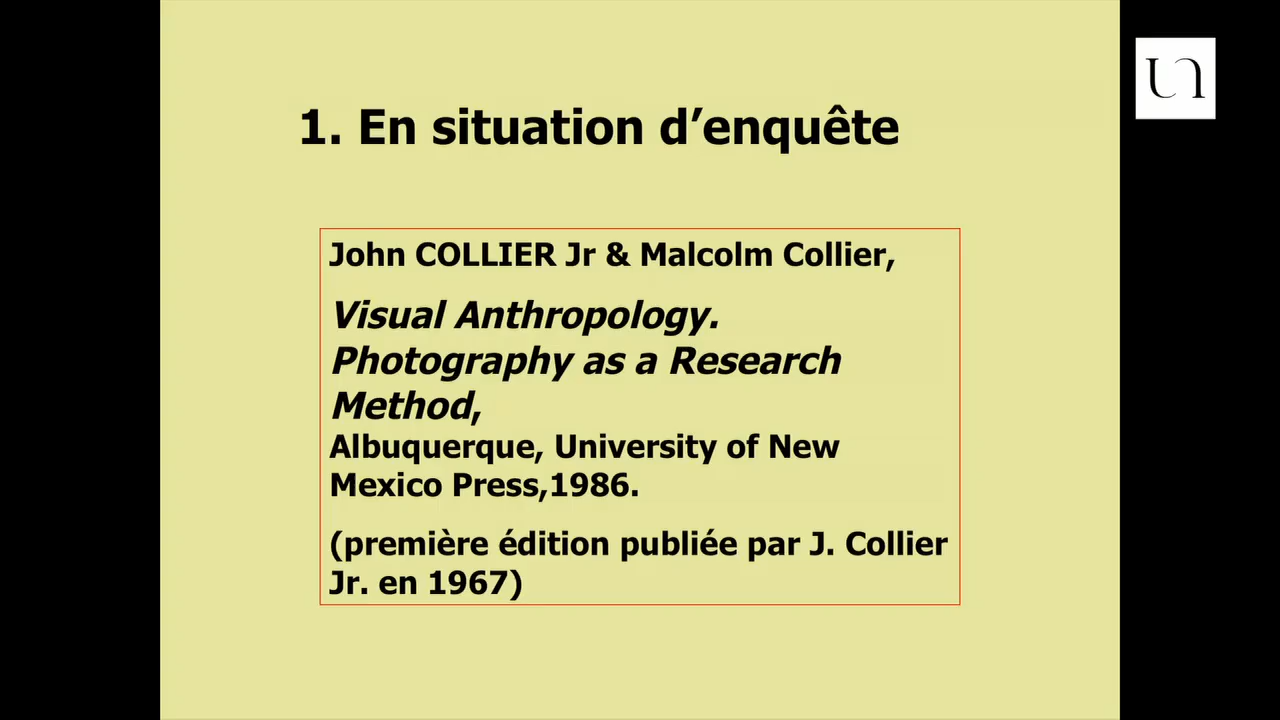 1. En situation d’enquête
John COLLIER Jr & Malcolm Collier,
Visual Anthropology.
Photography as a Research
Method,
Albuquerque, University of New
Mexico Press,1986.
(première édition publiée par J. Collier
Jr. en 1967)